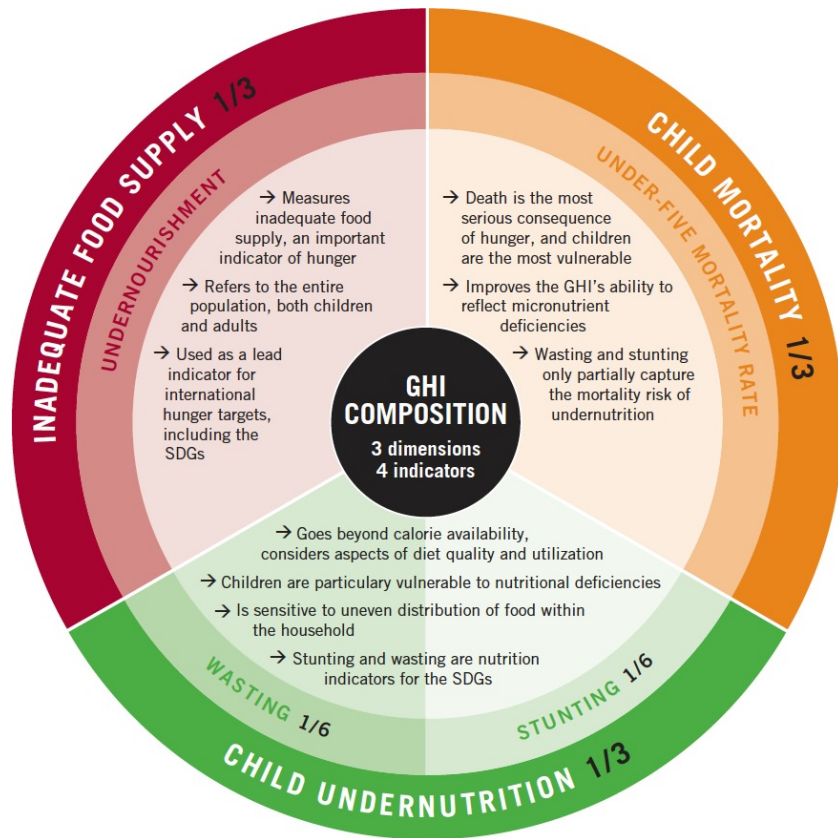 INADEQUATE FOOD SUPPLY 1/3
UNDERNOURISHMENT
→ Measures
inadequate food
supply, an important
indicator of hunger
→ Refers to the entire
population, both children
and adults
→ Used as a lead
indicator for
international
hunger targets,
including the
SDGs
CHILD MORTALITY 1/3
UNDER-FIVE MORTALITY RATE
→ Death is the most
serious consequence
of hunger, and children
are the most vulnerable
→ Improves the GHI’s ability to
reflect micronutrient
deficiencies
→ Wasting and stunting
only partially capture
the mortality risk of
undernutrition
GHI
COMPOSITION
3 dimensions
4 indicators
→ Goes beyond calorie availability,
considers aspects of diet quality and utilization
→ Children are particulary vulnerable to nutritional deficiencies
→ Is sensitive to uneven distribution of food within
the household
→ Stunting and wasting are nutrition
indicators for the SDGs
WASTING 1/6
STUNTING 1/6
CHILD UNDERNUTRITION 1/3